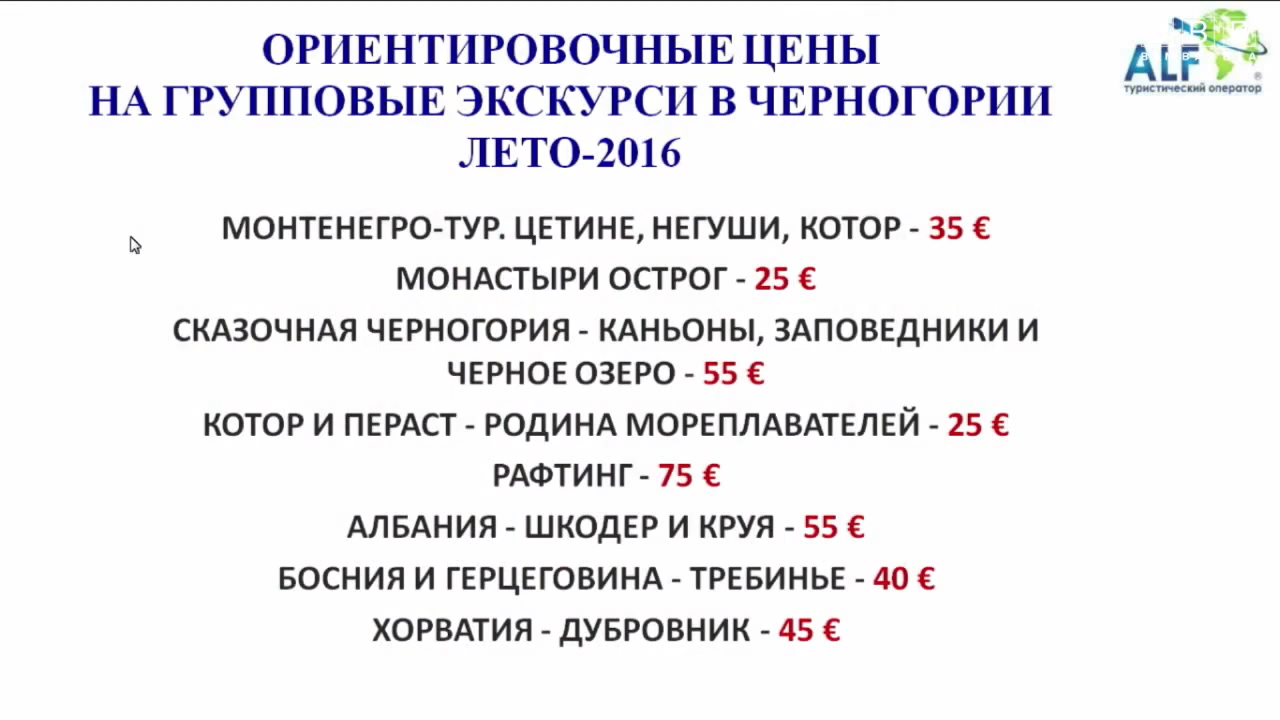 ОРИЕНТИРОВОЧНЫЕ ЦЕНЫ
НА ГРУППОВЫЕ ЭКСКУРСИ В ЧЕРНОГОРИИ
ЛЕТО-2016
ALF
туристический оператор
МОНТЕНЕГРО-ТУР. ЦЕТИНЕ, НЕГУШИ, КОТОР - 35 €
МОНАСТЫРИ ОСТРОГ - 25 €
СКАЗОЧНАЯ ЧЕРНОГОРИЯ - КАНЬОНЫ, ЗАПОВЕДНИКИ И
ЧЕРНОЕ ОЗЕРО - 55 €
КОТОР И ПЕРАСТ - РОДИНА МОРЕПЛАВАТЕЛЕЙ - 25 €
РАФТИНГ - 75 €
АЛБАНИЯ - ШКОДЕР И КРУЯ - 55 €
БОСНИЯ И ГЕРЦЕГОВИНА - ТРЕБИНЬЕ - 40 €
ХОРВАТИЯ - ДУБРОВНИК - 45 €